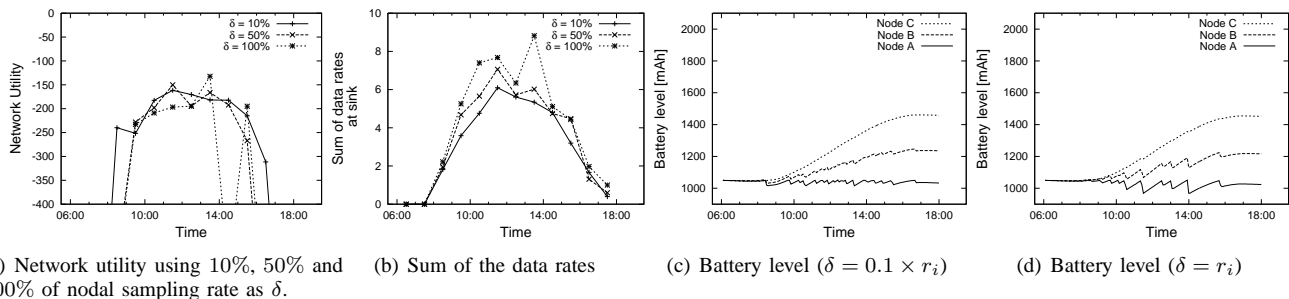 0
-50
-100
-150
-200
-250
-300
-350
-400
06:00 10:00 14:00 18:00
Network Utility
Time
δ = 10%
δ = 50%
δ = 100%
10
8
6
4
2
0
06:00 10:00 14:00 18:00
Sum of data rates
at sink
Time
δ = 10%
δ = 50%
δ = 100%
2000
1800
1600
1400
1200
1000
06:00 10:00 14:00 18:00
Battery level [mAh]
Time
Node C
Node B
Node A
2000
1800
1600
1400
1200
1000
06:00 10:00 14:00 18:00
Battery level [mAh]
Time
Node C
Node B
Node A
) Network utility using 10%, 50% and
00% of nodal sampling rate as δ.
(b) Sum of the data rates
(c) Battery level (δ = 0.1 × r_i)
(d) Battery level (δ = r_i)